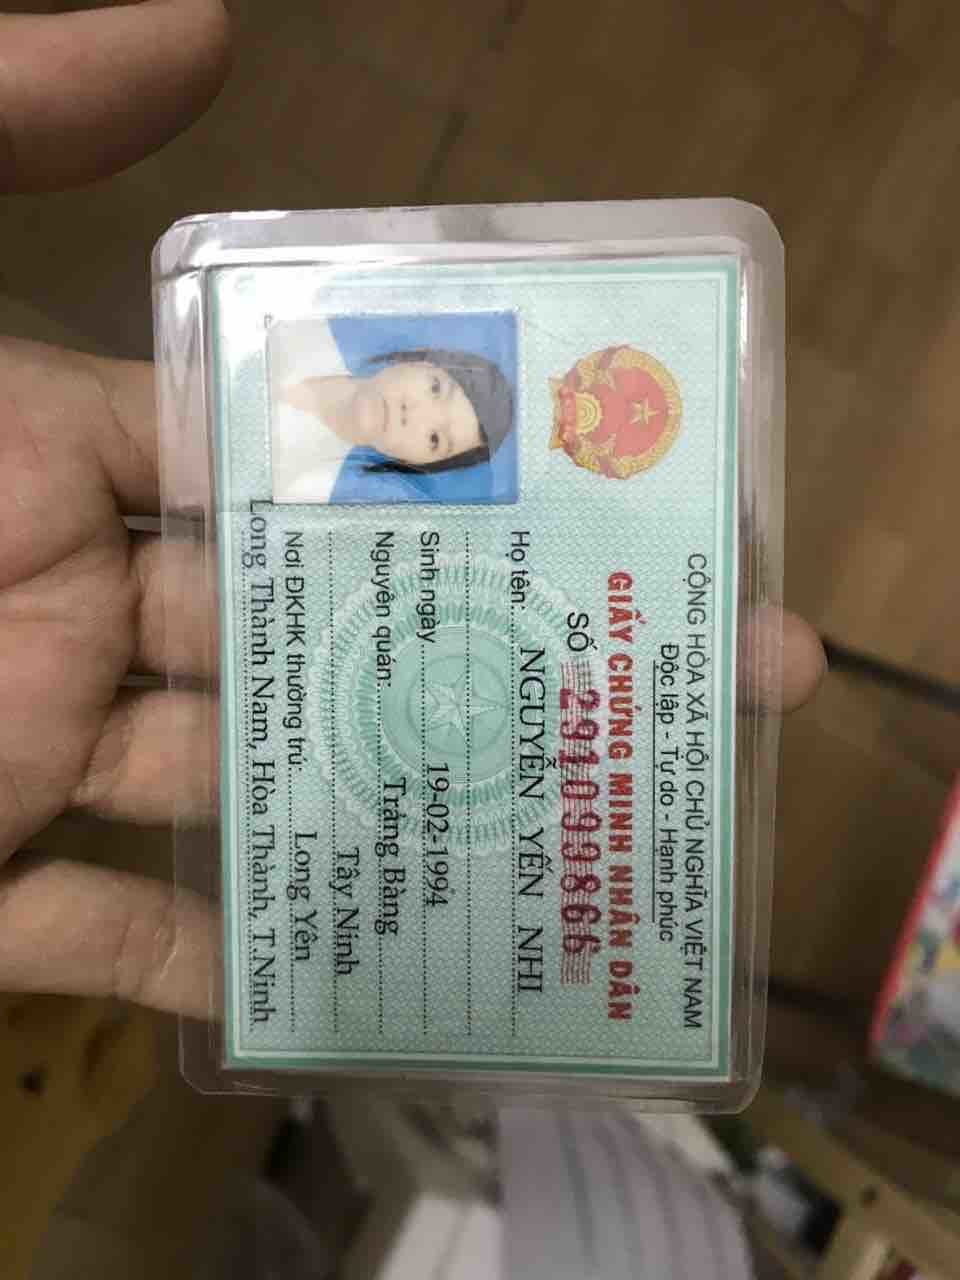 CỘNG HÒA XÃ HỘI CHỦ NGHĨA VIỆT NAM
Độc lập - Tự do - Hạnh phúc
GIẤY CHỨNG MINH NHÂN DÂN
SỐ 291099866
Họ tên: NGUYỄN YẾN NHI
Sinh ngày 19-02-1994
Nguyên quán: Trảng Bàng
Tây Ninh
Nơi ĐKHK thường trú: Long Yên
Long Thành Nam, Hòa Thành, T.Ninh